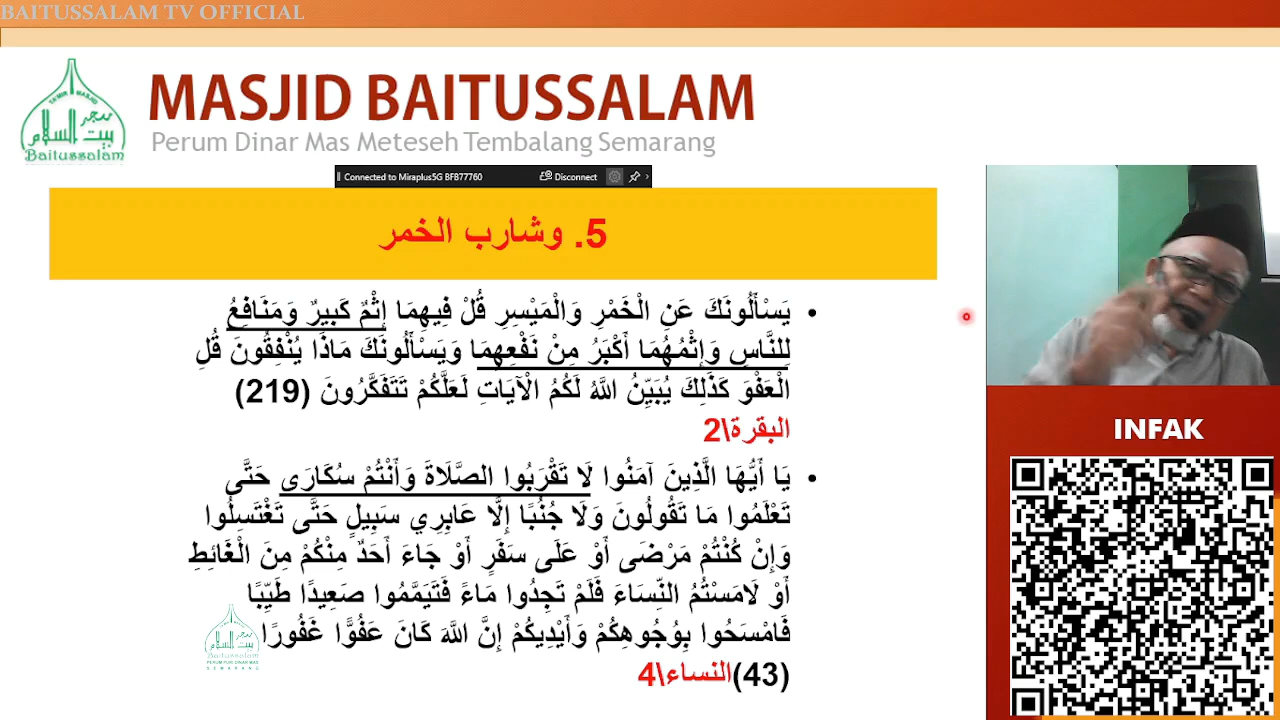 BAITUSSALAM TV OFFICIAL
MASJID BAITUSSALAM
Perum Dinar Mas Meteseh Tembalang Semarang
Baitussalam
Connected to Miraplus5G BFB77760 Disconnect
5. وشارب الخمر
• يَسْأَلُونَكَ عَنِ الْخَمْرِ وَالْمَيْسِرِ قُلْ فِيهِمَا إِثْمٌ كَبِيرٌ وَمَنَافِعُ
لِلنَّاسِ وَإِثْمُهُمَا أَكْبَرُ مِنْ نَفْعِهِمَا وَيَسْأَلُونَكَ مَاذَا يُنْفِقُونَ قُلِ
الْعَفْوَ كَذَلِكَ يُبَيِّنُ اللَّهُ لَكُمُ الْآيَاتِ لَعَلَّكُمْ تَتَفَكَّرُونَ (219)
البقرة\2
• يَا أَيُّهَا الَّذِينَ آمَنُوا لَا تَقْرَبُوا الصَّلَاةَ وَأَنْتُمْ سُكَارَى حَتَّى
تَعْلَمُوا مَا تَقُولُونَ وَلَا جُنُبًا إِلَّا عَابِرِي سَبِيلٍ حَتَّى تَغْتَسِلُوا
وَإِنْ كُنْتُمْ مَرْضَى أَوْ عَلَى سَفَرٍ أَوْ جَاءَ أَحَدٌ مِنْكُمْ مِنَ الْغَائِطِ
أَوْ لَامَسْتُمُ النِّسَاءَ فَلَمْ تَجِدُوا مَاءً فَتَيَمَّمُوا صَعِيدًا طَيِّبًا
فَامْسَحُوا بِوُجُوهِكُمْ وَأَيْدِيكُمْ إِنَّ اللَّهَ كَانَ عَفُوًّا غَفُورًا
(43)النساء\4
Baitussalam
INFAK